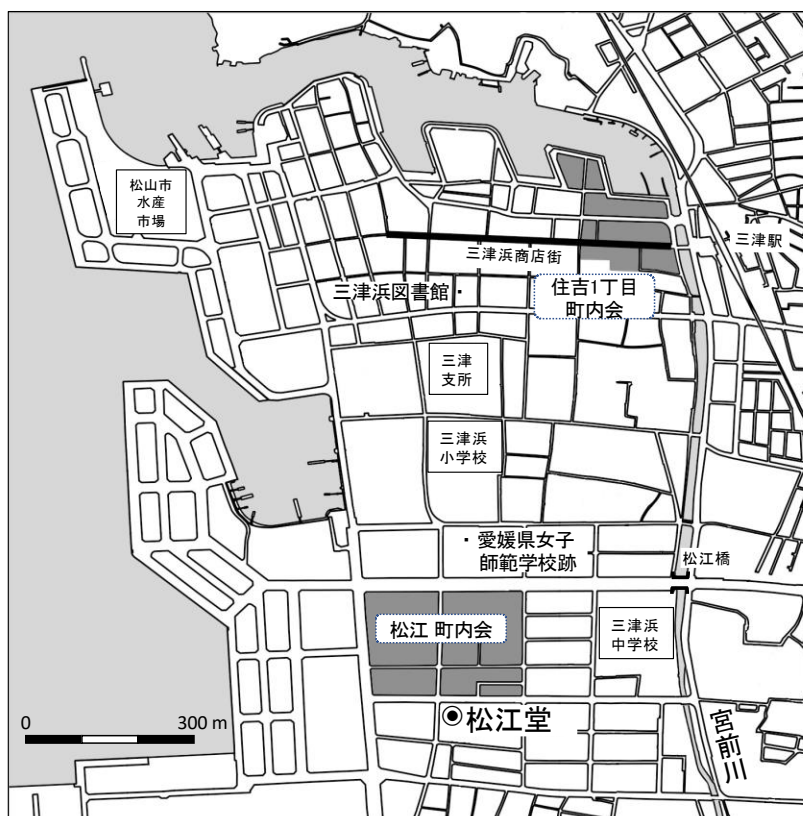 松山市
水産
市場
三津駅
三津浜商店街
三津浜図書館
住吉1丁目
町内会
三津
支所
三津浜
小学校
愛媛県女子
師範学校跡
松江橋
松江 町内会
三津浜
中学校
0 300 m
松江堂
宮前川